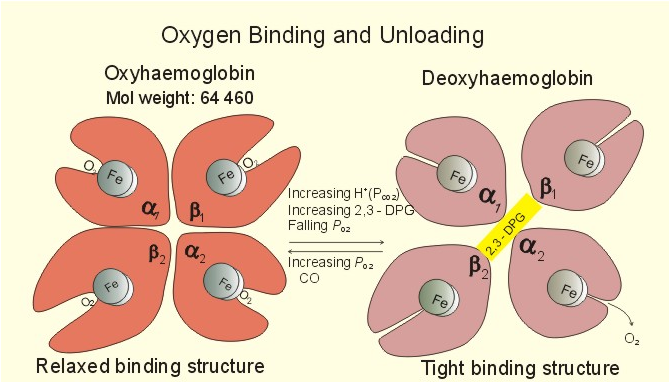 Oxygen Binding and Unloading
Oxyhaemoglobin
Mol weight: 64 460
Deoxyhaemoglobin
O₂
Fe
α₁
O₂
Fe
β₁
β₂
Fe
O₂
α₂
Fe
O₂
Increasing H⁺(Pco₂)
Increasing 2,3 - DPG
Falling Po₂
Increasing Po₂
CO
Fe
α₁
Fe
β₁
2,3 - DPG
β₂
Fe
α₂
Fe
O₂
Relaxed binding structure
Tight binding structure